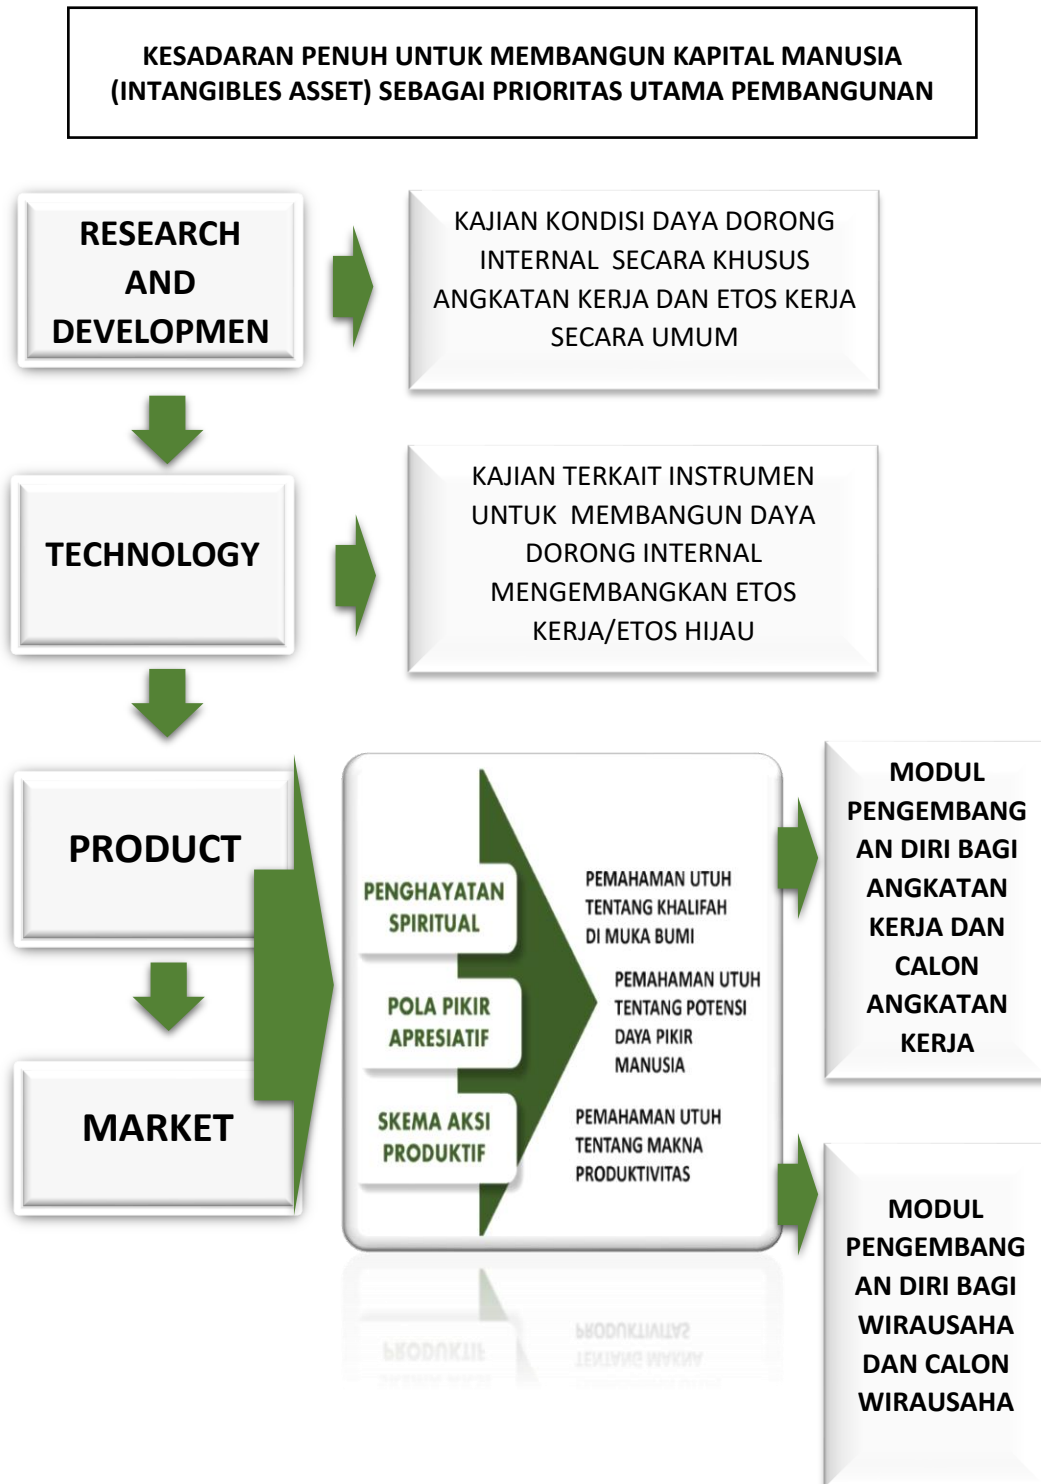 KESADARAN PENUH UNTUK MEMBANGUN KAPITAL MANUSIA
(INTANGIBLES ASSET) SEBAGAI PRIORITAS UTAMA PEMBANGUNAN
RESEARCH
AND
DEVELOPMEN
KAJIAN KONDISI DAYA DORONG
INTERNAL SECARA KHUSUS
ANGKATAN KERJA DAN ETOS KERJA
SECARA UMUM
TECHNOLOGY
KAJIAN TERKAIT INSTRUMEN
UNTUK MEMBANGUN DAYA
DORONG INTERNAL
MENGEMBANGKAN ETOS
KERJA/ETOS HIJAU
PRODUCT
MARKET
PENGHAYATAN
SPIRITUAL
PEMAHAMAN UTUH
TENTANG KHALIFAH
DI MUKA BUMI
POLA PIKIR
APRESIATIF
PEMAHAMAN UTUH
TENTANG POTENSI
DAYA PIKIR
MANUSIA
SKEMA AKSI
PRODUKTIF
PEMAHAMAN UTUH
TENTANG MAKNA
PRODUKTIVITAS
MODUL
PENGEMBANG
AN DIRI BAGI
ANGKATAN
KERJA DAN
CALON
ANGKATAN
KERJA
MODUL
PENGEMBANG
AN DIRI BAGI
WIRAUSAHA
DAN CALON
WIRAUSAHA